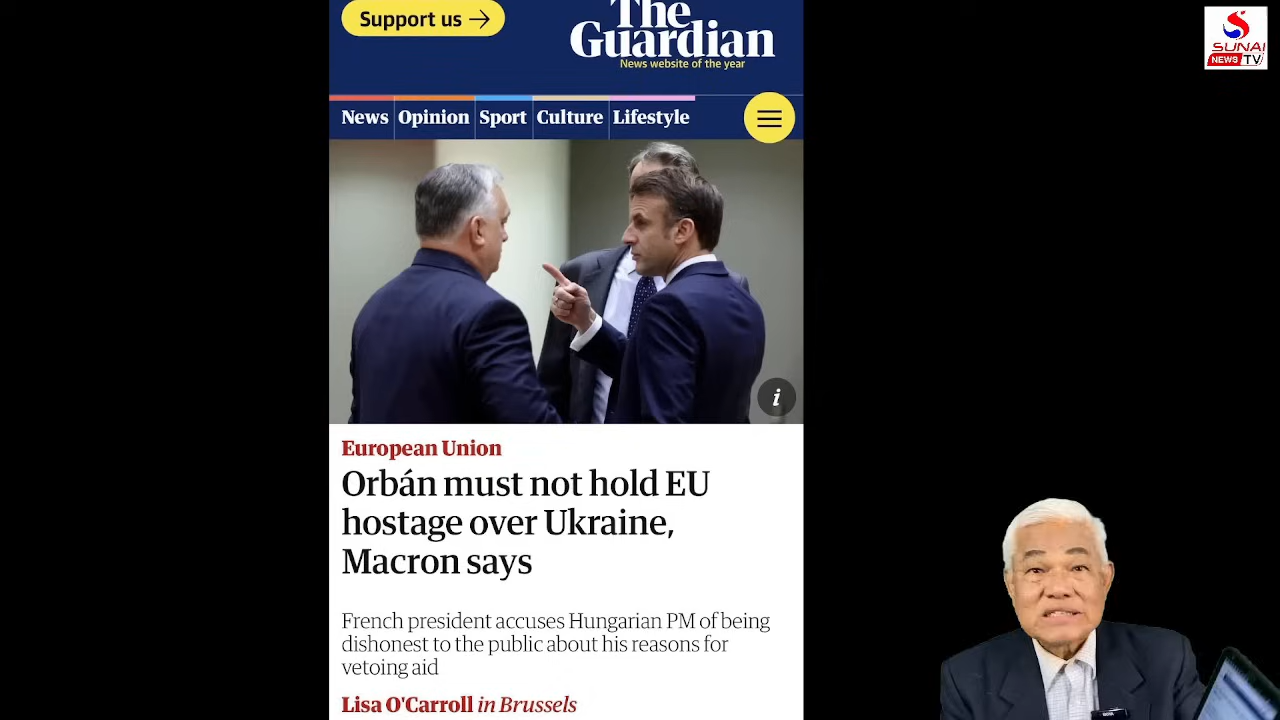 Support us →
The
Guardian
News website of the year
News Opinion Sport Culture Lifestyle
i
European Union
Orbán must not hold EU
hostage over Ukraine,
Macron says
French president accuses Hungarian PM of being
dishonest to the public about his reasons for
vetoing aid
Lisa O'Carroll in Brussels
SUNAI
NEWS TV